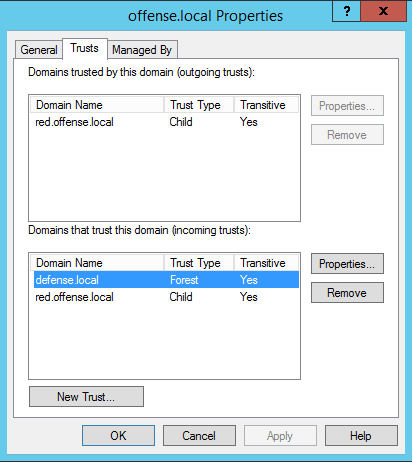 offense.local Properties
? x
General Trusts Managed By
Domains trusted by this domain (outgoing trusts):
Domain Name Trust Type Transitive
red.offense.local Child Yes
Properties...
Remove
Domains that trust this domain (incoming trusts):
Domain Name Trust Type Transitive
defense.local Forest Yes
red.offense.local Child Yes
Properties...
Remove
New Trust...
OK Cancel Apply Help